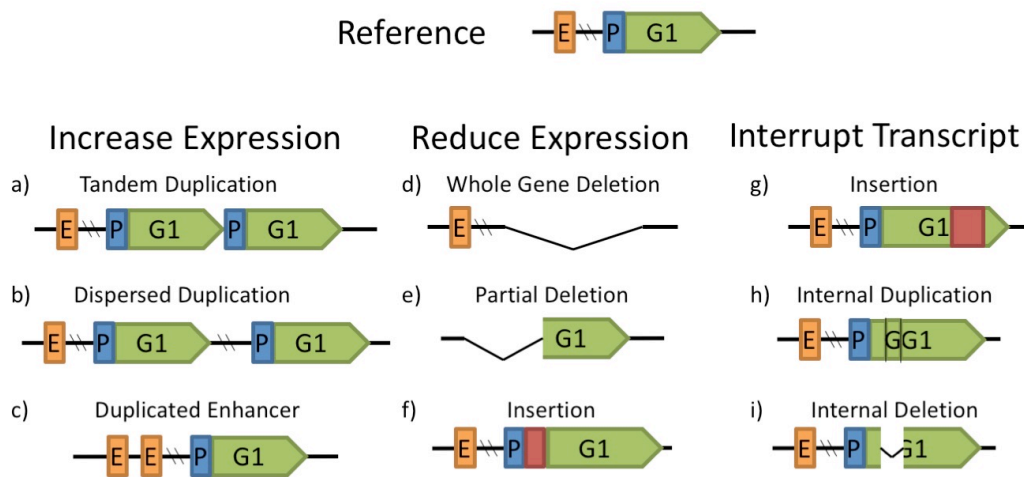 Reference
E P G1
Increase Expression
Reduce Expression
Interrupt Transcript
a) Tandem Duplication
E P G1 P G1
b) Dispersed Duplication
E P G1 P G1
c) Duplicated Enhancer
E E P G1
d) Whole Gene Deletion
E
e) Partial Deletion
G1
f) Insertion
E P G1
g) Insertion
E P G1
h) Internal Duplication
E P GG1
i) Internal Deletion
E P G1